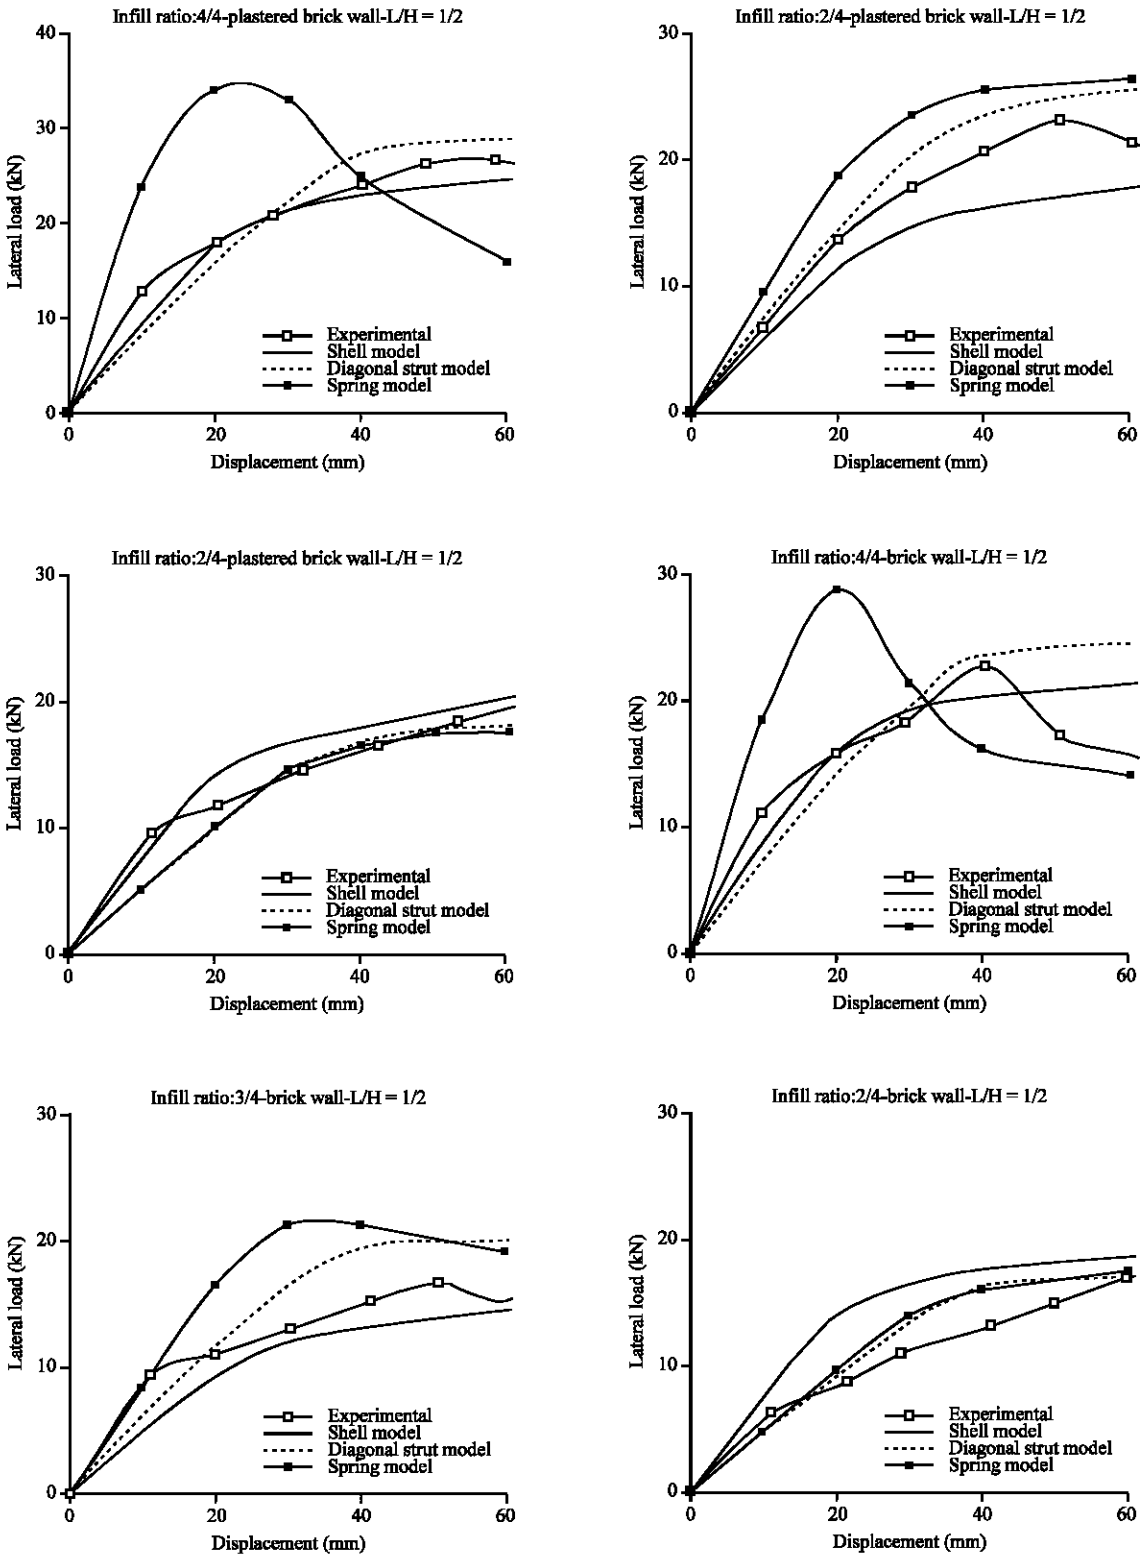 Infill ratio:4/4-plastered brick wall-L/H = 1/2
40
30
20
10
0
Lateral load (kN)
Experimental
Shell model
Diagonal strut model
Spring model
0 20 40 60
Displacement (mm)
Infill ratio:2/4-plastered brick wall-L/H = 1/2
30
20
10
0
Lateral load (kN)
Experimental
Shell model
Diagonal strut model
Spring model
0 20 40 60
Displacement (mm)
Infill ratio:2/4-plastered brick wall-L/H = 1/2
30
20
10
0
Lateral load (kN)
Experimental
Shell model
Diagonal strut model
Spring model
0 20 40 60
Displacement (mm)
Infill ratio:4/4-brick wall-L/H = 1/2
30
20
10
0
Lateral load (kN)
Experimental
Shell model
Diagonal strut model
Spring model
0 20 40 60
Displacement (mm)
Infill ratio:3/4-brick wall-L/H = 1/2
30
20
10
0
Lateral load (kN)
Experimental
Shell model
Diagonal strut model
Spring model
0 20 40 60
Displacement (mm)
Infill ratio:2/4-brick wall-L/H = 1/2
30
20
10
0
Lateral load (kN)
Experimental
Shell model
Diagonal strut model
Spring model
0 20 40 60
Displacement (mm)